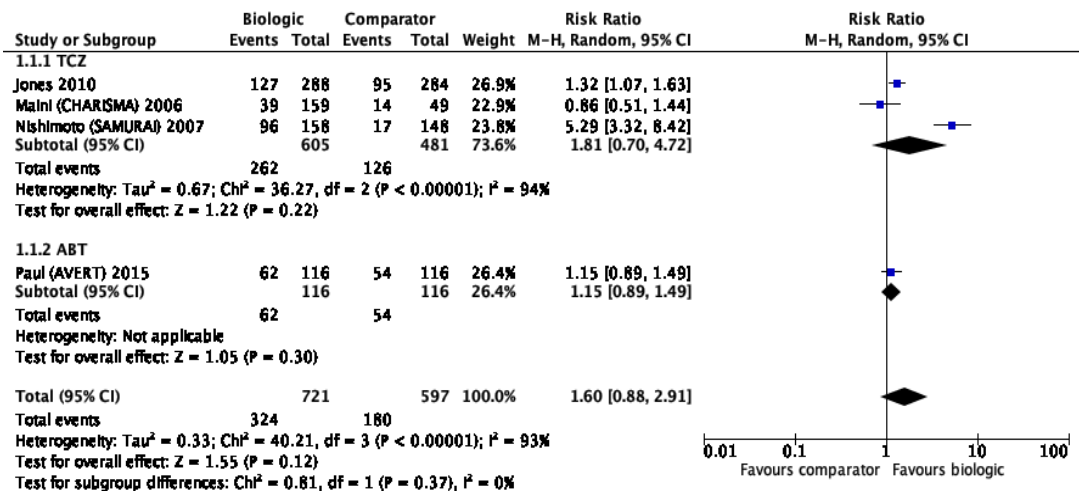 Biologic Comparator Risk Ratio Risk Ratio
Study or Subgroup Events Total Events Total Weight M-H, Random, 95% CI M-H, Random, 95% CI
1.1.1 TCZ
Jones 2010 127 288 95 284 26.9% 1.32 [1.07, 1.63]
Maini (CHARISMA) 2006 39 159 14 49 22.9% 0.86 [0.51, 1.44]
Nishimoto (SAMURAI) 2007 96 158 17 148 23.8% 5.29 [3.32, 8.42]
Subtotal (95% CI) 605 481 73.6% 1.81 [0.70, 4.72]
Total events 262 126
Heterogeneity: Tau² = 0.67; Chi² = 36.27, df = 2 (P < 0.00001); I² = 94%
Test for overall effect: Z = 1.22 (P = 0.22)
1.1.2 ABT
Paul (AVERT) 2015 62 116 54 116 26.4% 1.15 [0.89, 1.49]
Subtotal (95% CI) 116 116 26.4% 1.15 [0.89, 1.49]
Total events 62 54
Heterogeneity: Not applicable
Test for overall effect: Z = 1.05 (P = 0.30)
Total (95% CI) 721 597 100.0% 1.60 [0.88, 2.91]
Total events 324 180
Heterogeneity: Tau² = 0.33; Chi² = 40.21, df = 3 (P < 0.00001); I² = 93%
Test for overall effect: Z = 1.55 (P = 0.12)
Test for subgroup differences: Chi² = 0.81, df = 1 (P = 0.37), I² = 0%
0.01 0.1 1 10 100
Favours comparator Favours biologic